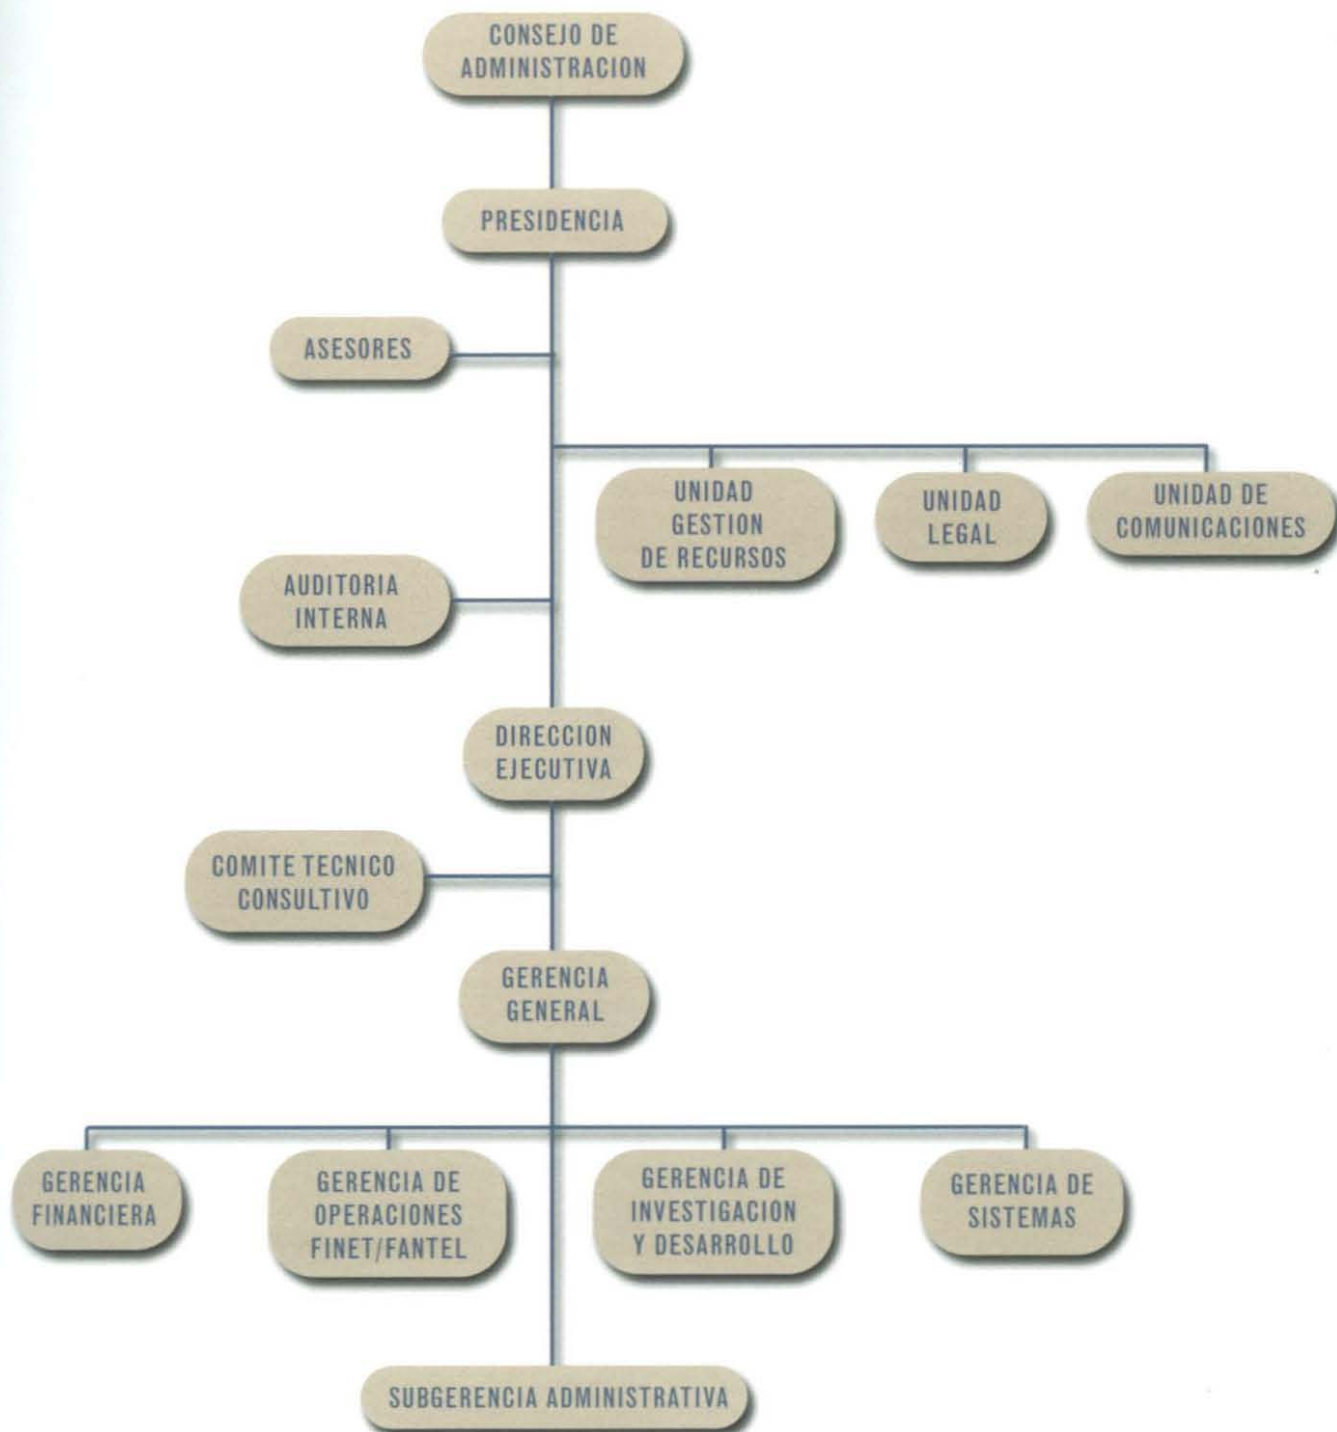 CONSEJO DE
ADMINISTRACION
PRESIDENCIA
ASESORES
UNIDAD
GESTION
DE RECURSOS
UNIDAD
LEGAL
UNIDAD DE
COMUNICACIONES
AUDITORIA
INTERNA
DIRECCION
EJECUTIVA
COMITE TECNICO
CONSULTIVO
GERENCIA
GENERAL
GERENCIA
FINANCIERA
GERENCIA DE
OPERACIONES
FINET/FANTEL
GERENCIA DE
INVESTIGACION
Y DESARROLLO
GERENCIA DE
SISTEMAS
SUBGERENCIA ADMINISTRATIVA